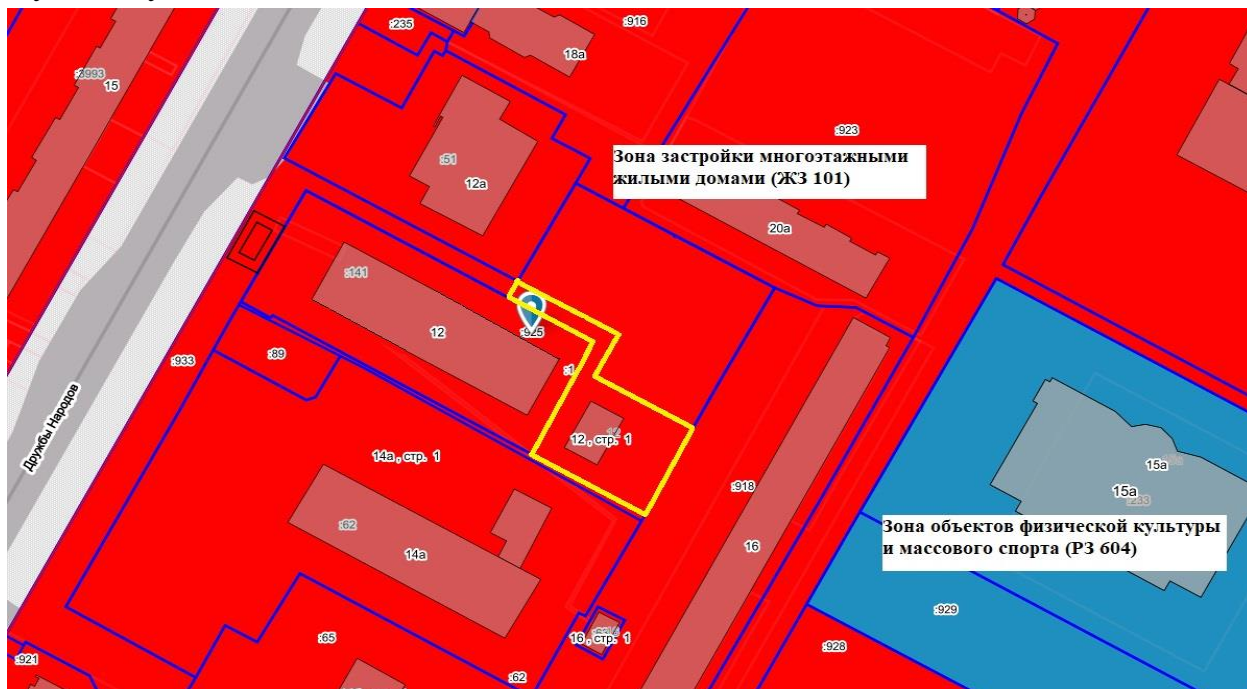 :235
:916
18а
:3993
15
:923
Зона застройки многоэтажными
жилыми домами (ЖЗ 101)
:51
12а
20а
:141
:925
12
:933
:89
:1
12 , стр. 1
Дружбы Народов
14а , стр. 1
15а
15а
:233
:918
Зона объектов физической культуры
и массового спорта (РЗ 604)
:62
14а
16
:929
:65
16 , стр. 1
:928
:921
:62